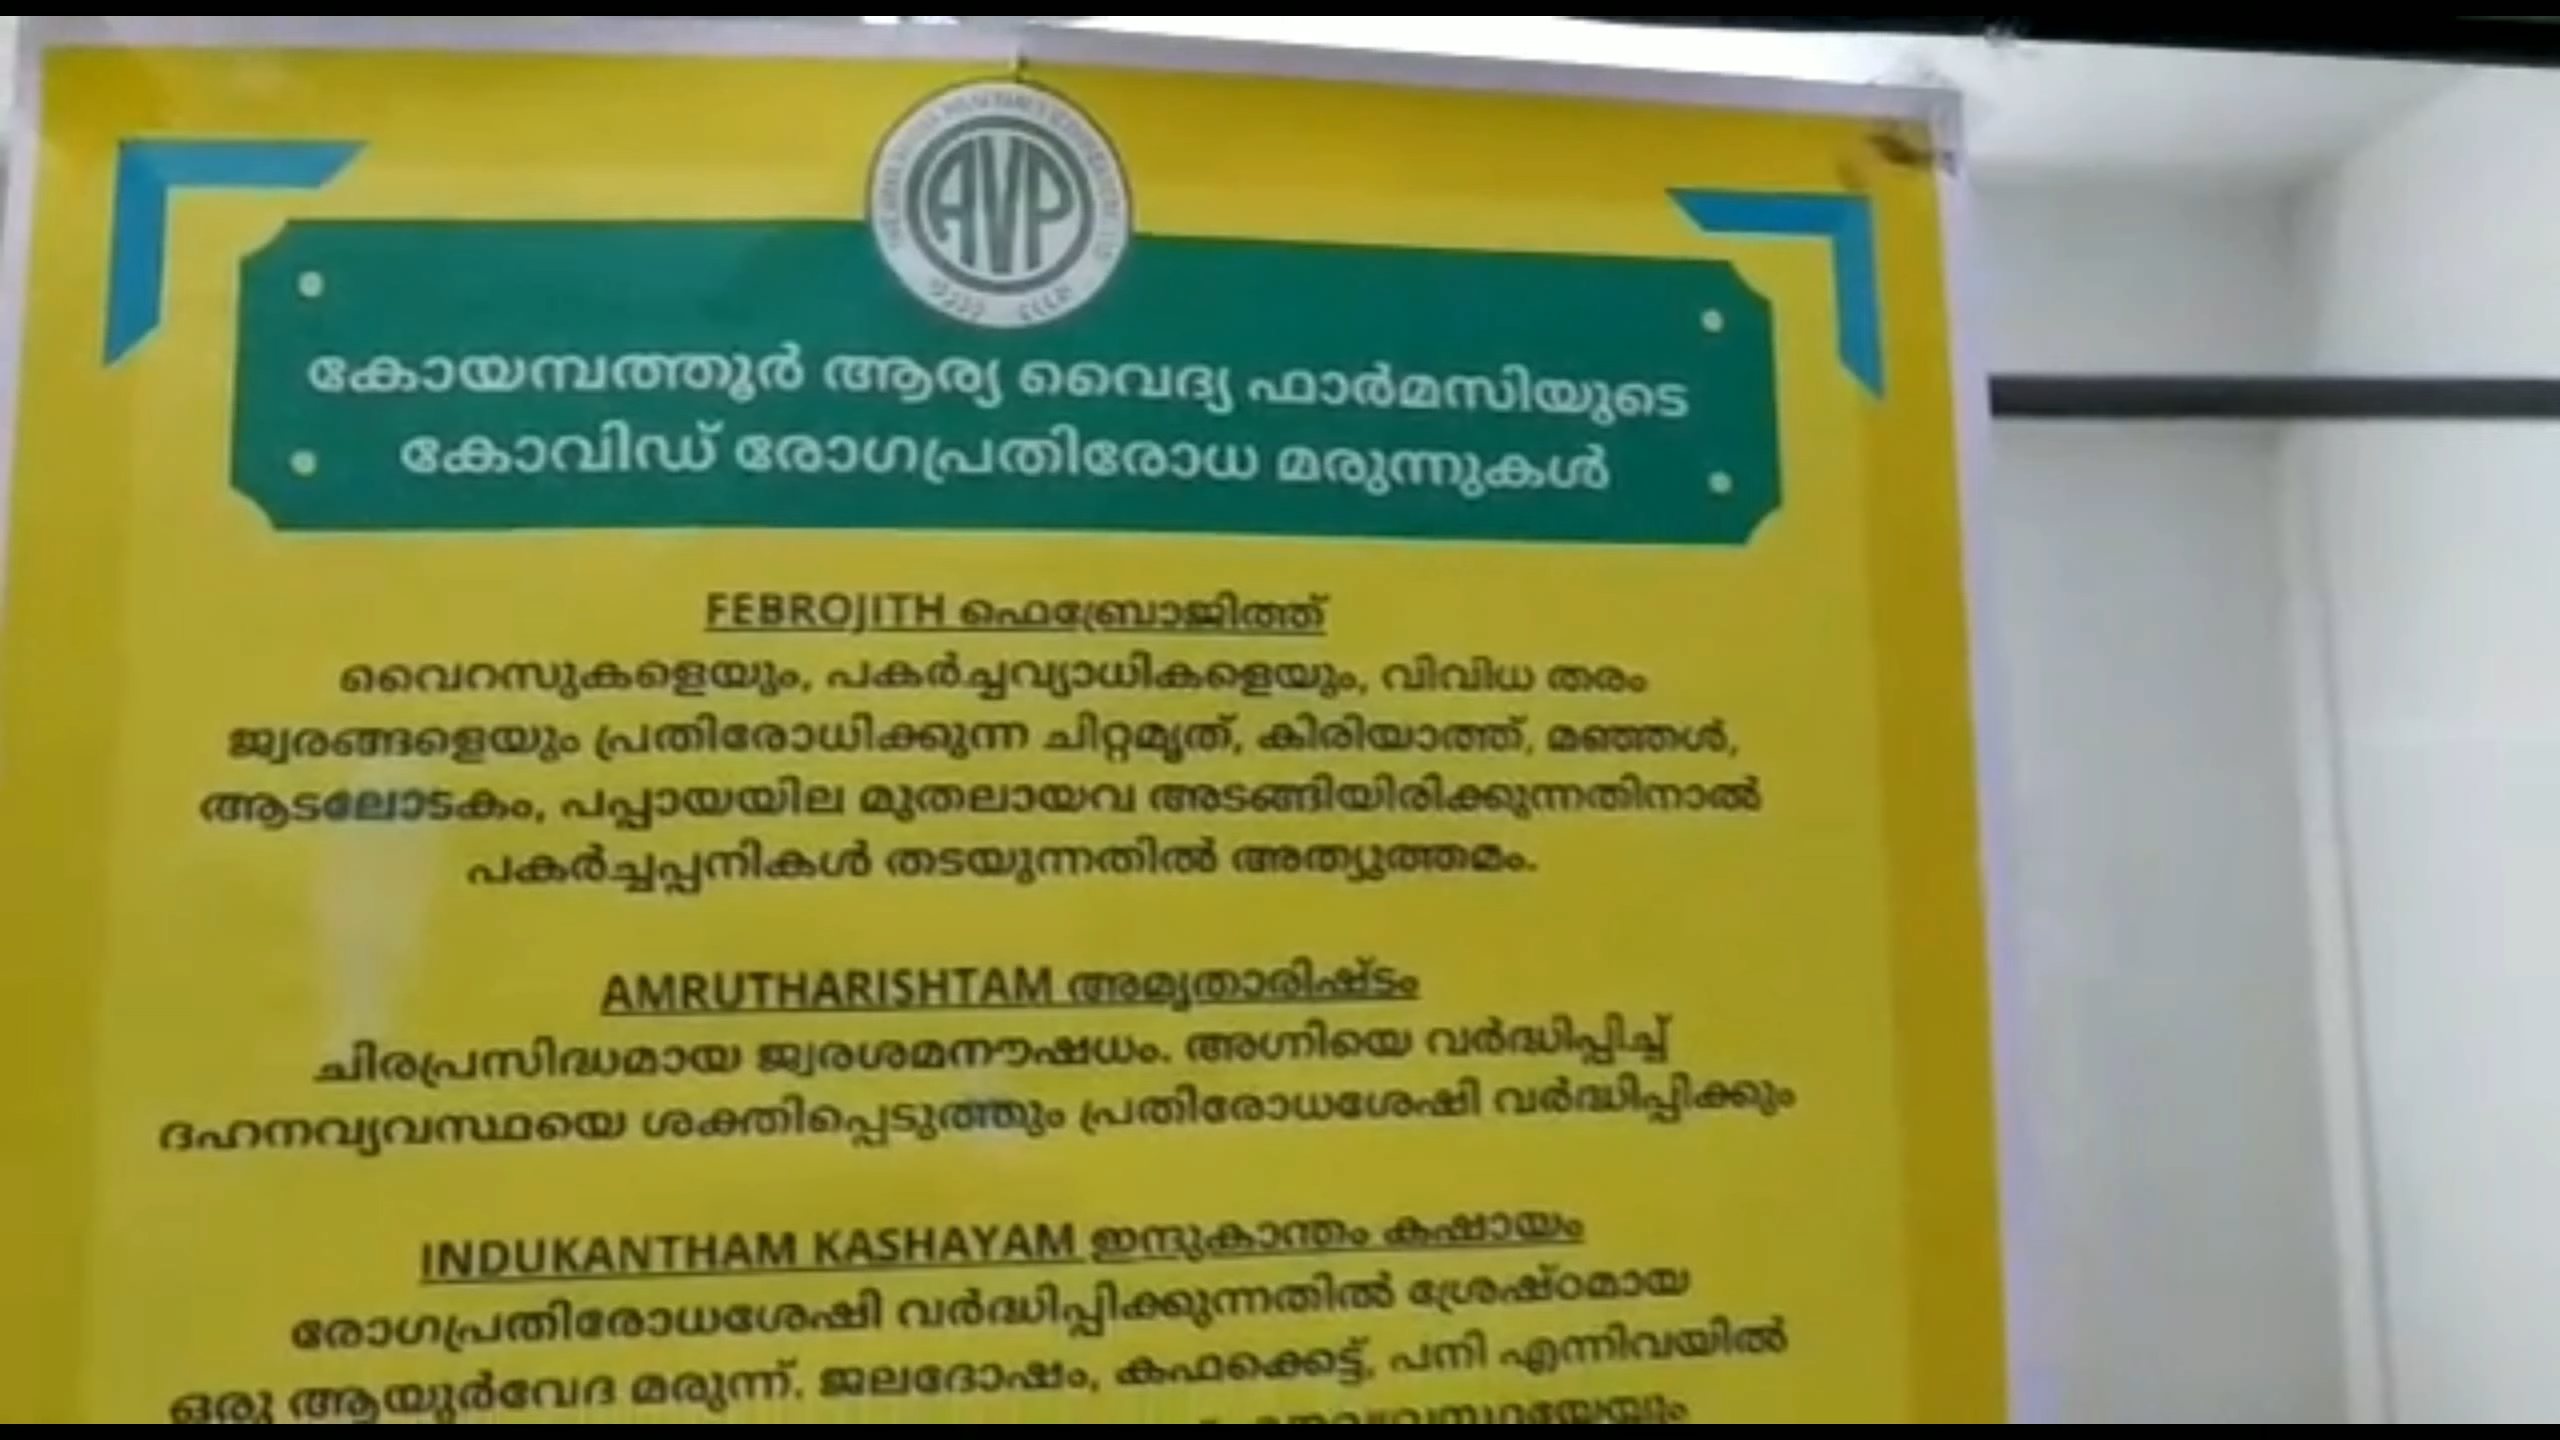 AVP
കോയമ്പത്തൂർ ആര്യ വൈദ്യ ഫാർമസിയുടെ
കോവിഡ് രോഗപ്രതിരോധ മരുന്നുകൾ
FEBROJITH ഫെബ്രോജിത്ത്
വൈറസുകളെയും, പകർച്ചവ്യാധികളെയും, വിവിധ തരം
ജ്വരങ്ങളെയും പ്രതിരോധിക്കുന്ന ചിറ്റമൃത്, കിരിയാത്ത്, മഞ്ഞൾ,
ആടലോടകം, പപ്പായയില മുതലായവ അടങ്ങിയിരിക്കുന്നതിനാൽ
പകർച്ചപ്പനികൾ തടയുന്നതിൽ അത്യുത്തമം.
AMRUTHARISHTAM അമൃതാരിഷ്ടം
ചിരപ്രസിദ്ധമായ ജ്വരശമനൗഷധം. അഗ്നിയെ വർദ്ധിപ്പിച്ച്
ദഹനവ്യവസ്ഥയെ ശക്തിപ്പെടുത്തും പ്രതിരോധശേഷി വർദ്ധിപ്പിക്കും
INDUKANTHAM KASHAYAM ഇന്ദുകാന്തം കഷായം
രോഗപ്രതിരോധശേഷി വർദ്ധിപ്പിക്കുന്നതിൽ ശ്രേഷ്ഠമായ
ഒരു ആയുർവേദ മരുന്ന്. ജലദോഷം, കഫക്കെട്ട്, പനി എന്നിവയിൽ